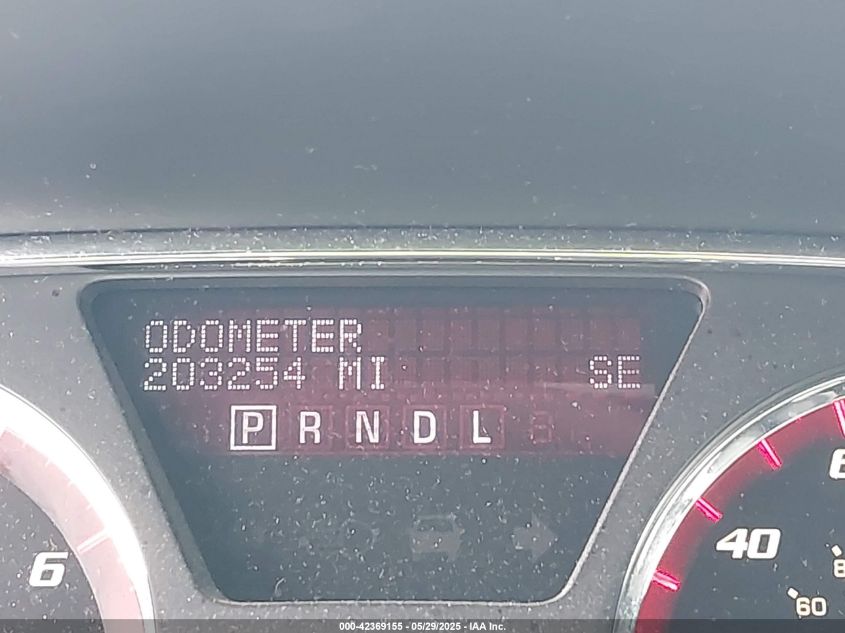 ODOMETER
203254 MI SE
P R N D L
6
40
60
000-42369155 - 05/29/2025 - IAA Inc.